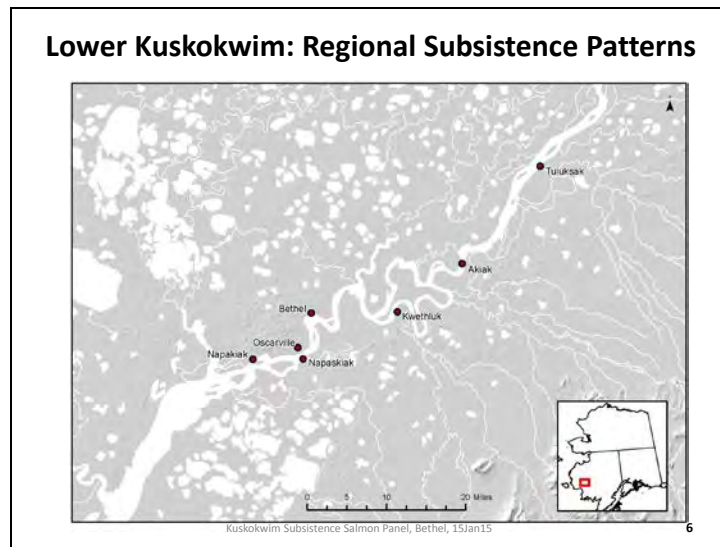 Lower Kuskokwim: Regional Subsistence Patterns
Tuluksak
Akiak
Bethel
Kwethluk
Oscarville
Napakiak
Napaskiak
0 5 10 20 Miles
Kuskokwim Subsistence Salmon Panel, Bethel, 15Jan15
6